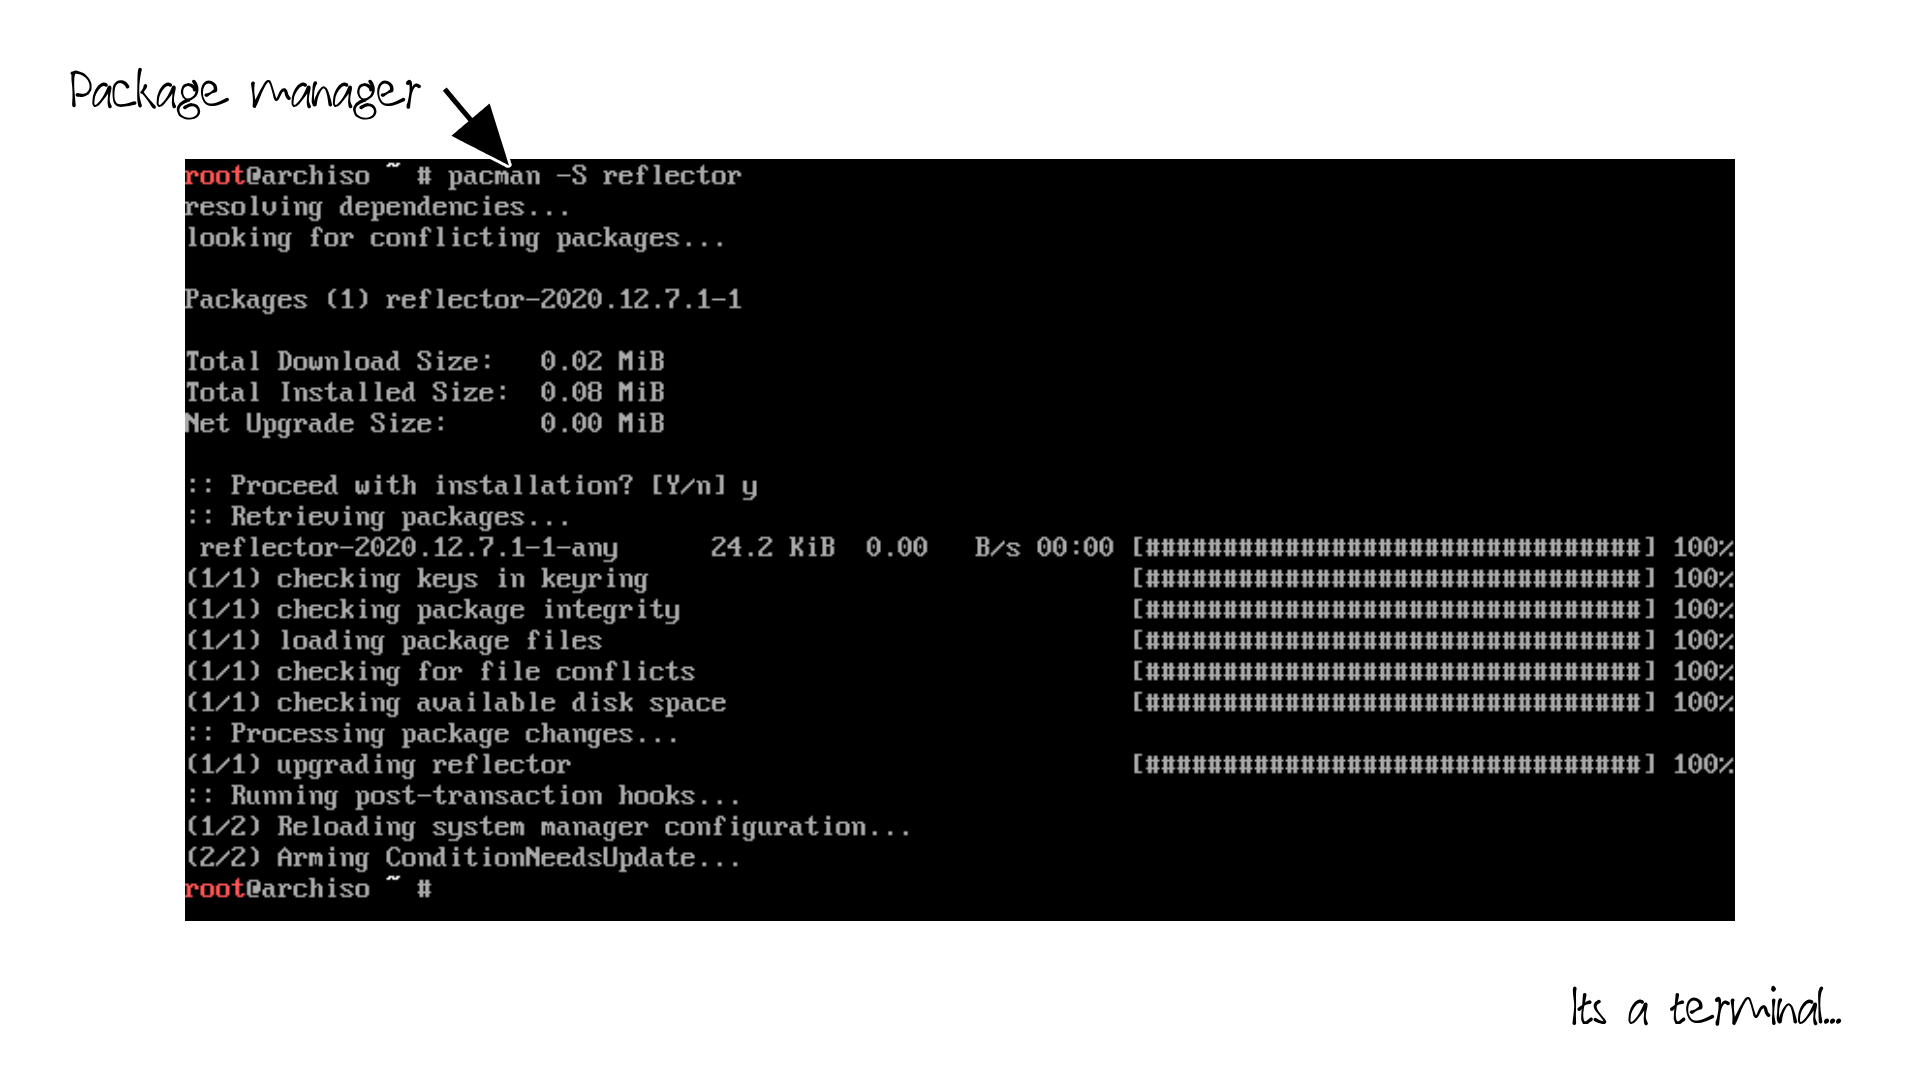 Package manager
root@archiso ~ # pacman -S reflector
resolving dependencies...
looking for conflicting packages...
Packages (1) reflector-2020.12.7.1-1
Total Download Size:   0.02 MiB
Total Installed Size:  0.08 MiB
Net Upgrade Size:      0.00 MiB
:: Proceed with installation? [Y/n] y
:: Retrieving packages...
 reflector-2020.12.7.1-1-any      24.2 KiB  0.00   B/s 00:00 [################################] 100%
(1/1) checking keys in keyring                               [################################] 100%
(1/1) checking package integrity                             [################################] 100%
(1/1) loading package files                                  [################################] 100%
(1/1) checking for file conflicts                            [################################] 100%
(1/1) checking available disk space                          [################################] 100%
:: Processing package changes...
(1/1) upgrading reflector                                    [################################] 100%
:: Running post-transaction hooks...
(1/2) Reloading system manager configuration...
(2/2) Arming ConditionNeedsUpdate...
root@archiso ~ #
Its a terminal...